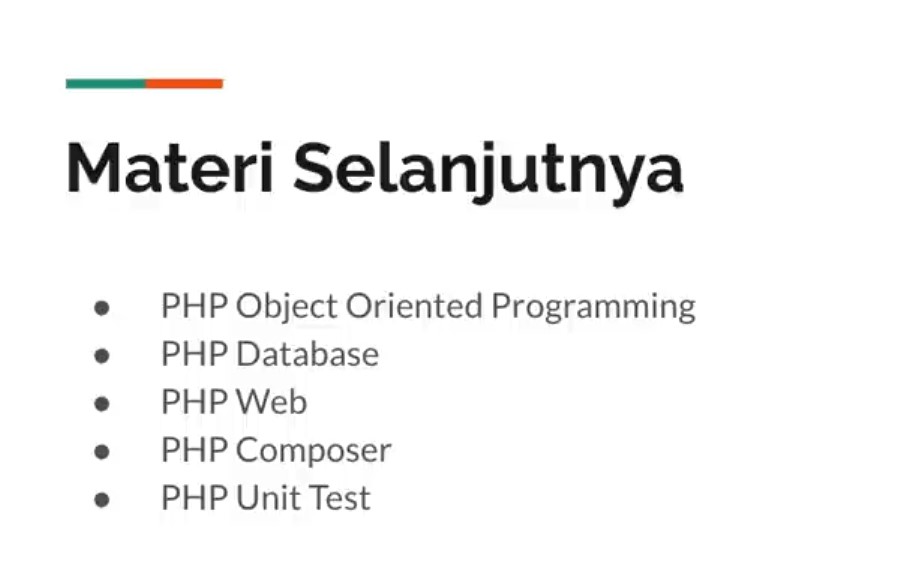 Materi Selanjutnya
● PHP Object Oriented Programming
● PHP Database
● PHP Web
● PHP Composer
● PHP Unit Test